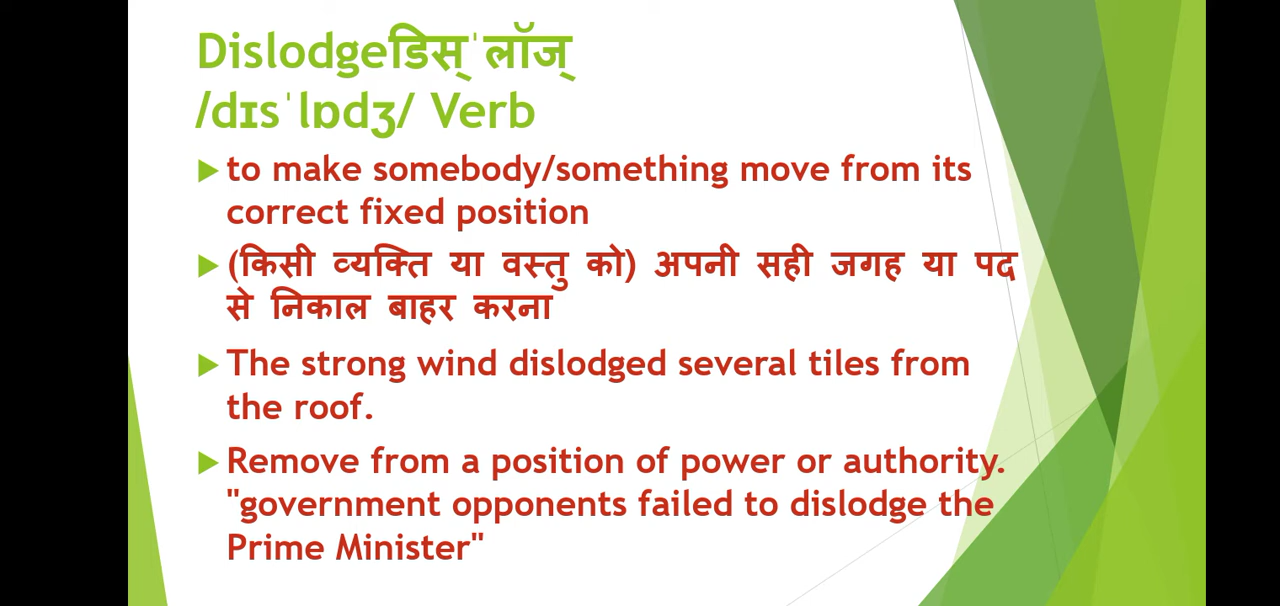 Dislodgeडिस्ˈलॉज्
/dɪsˈlɒdʒ/ Verb
to make somebody/something move from its
correct fixed position
(किसी व्यक्ति या वस्तु को) अपनी सही जगह या पद
से निकाल बाहर करना
The strong wind dislodged several tiles from
the roof.
Remove from a position of power or authority.
"government opponents failed to dislodge the
Prime Minister"